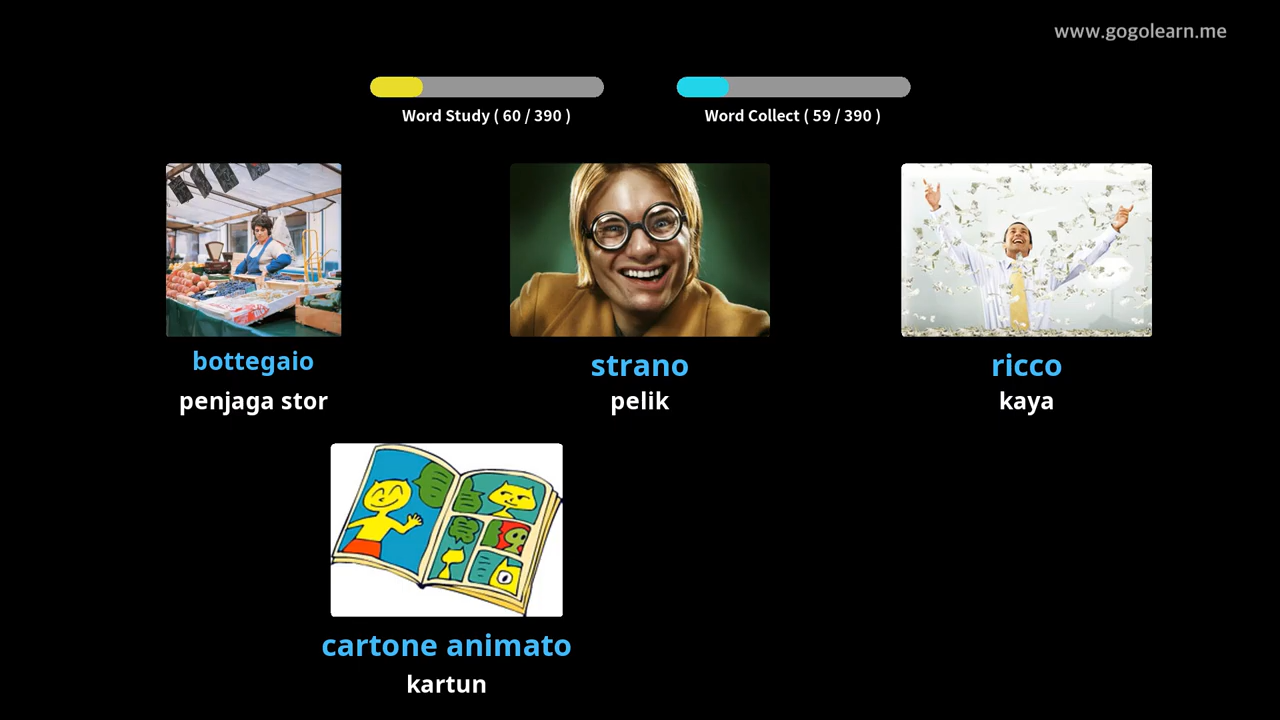 www.gogolearn.me
Word Study ( 60 / 390 )
Word Collect ( 59 / 390 )
bottegaio
penjaga stor
strano
pelik
ricco
kaya
cartone animato
kartun